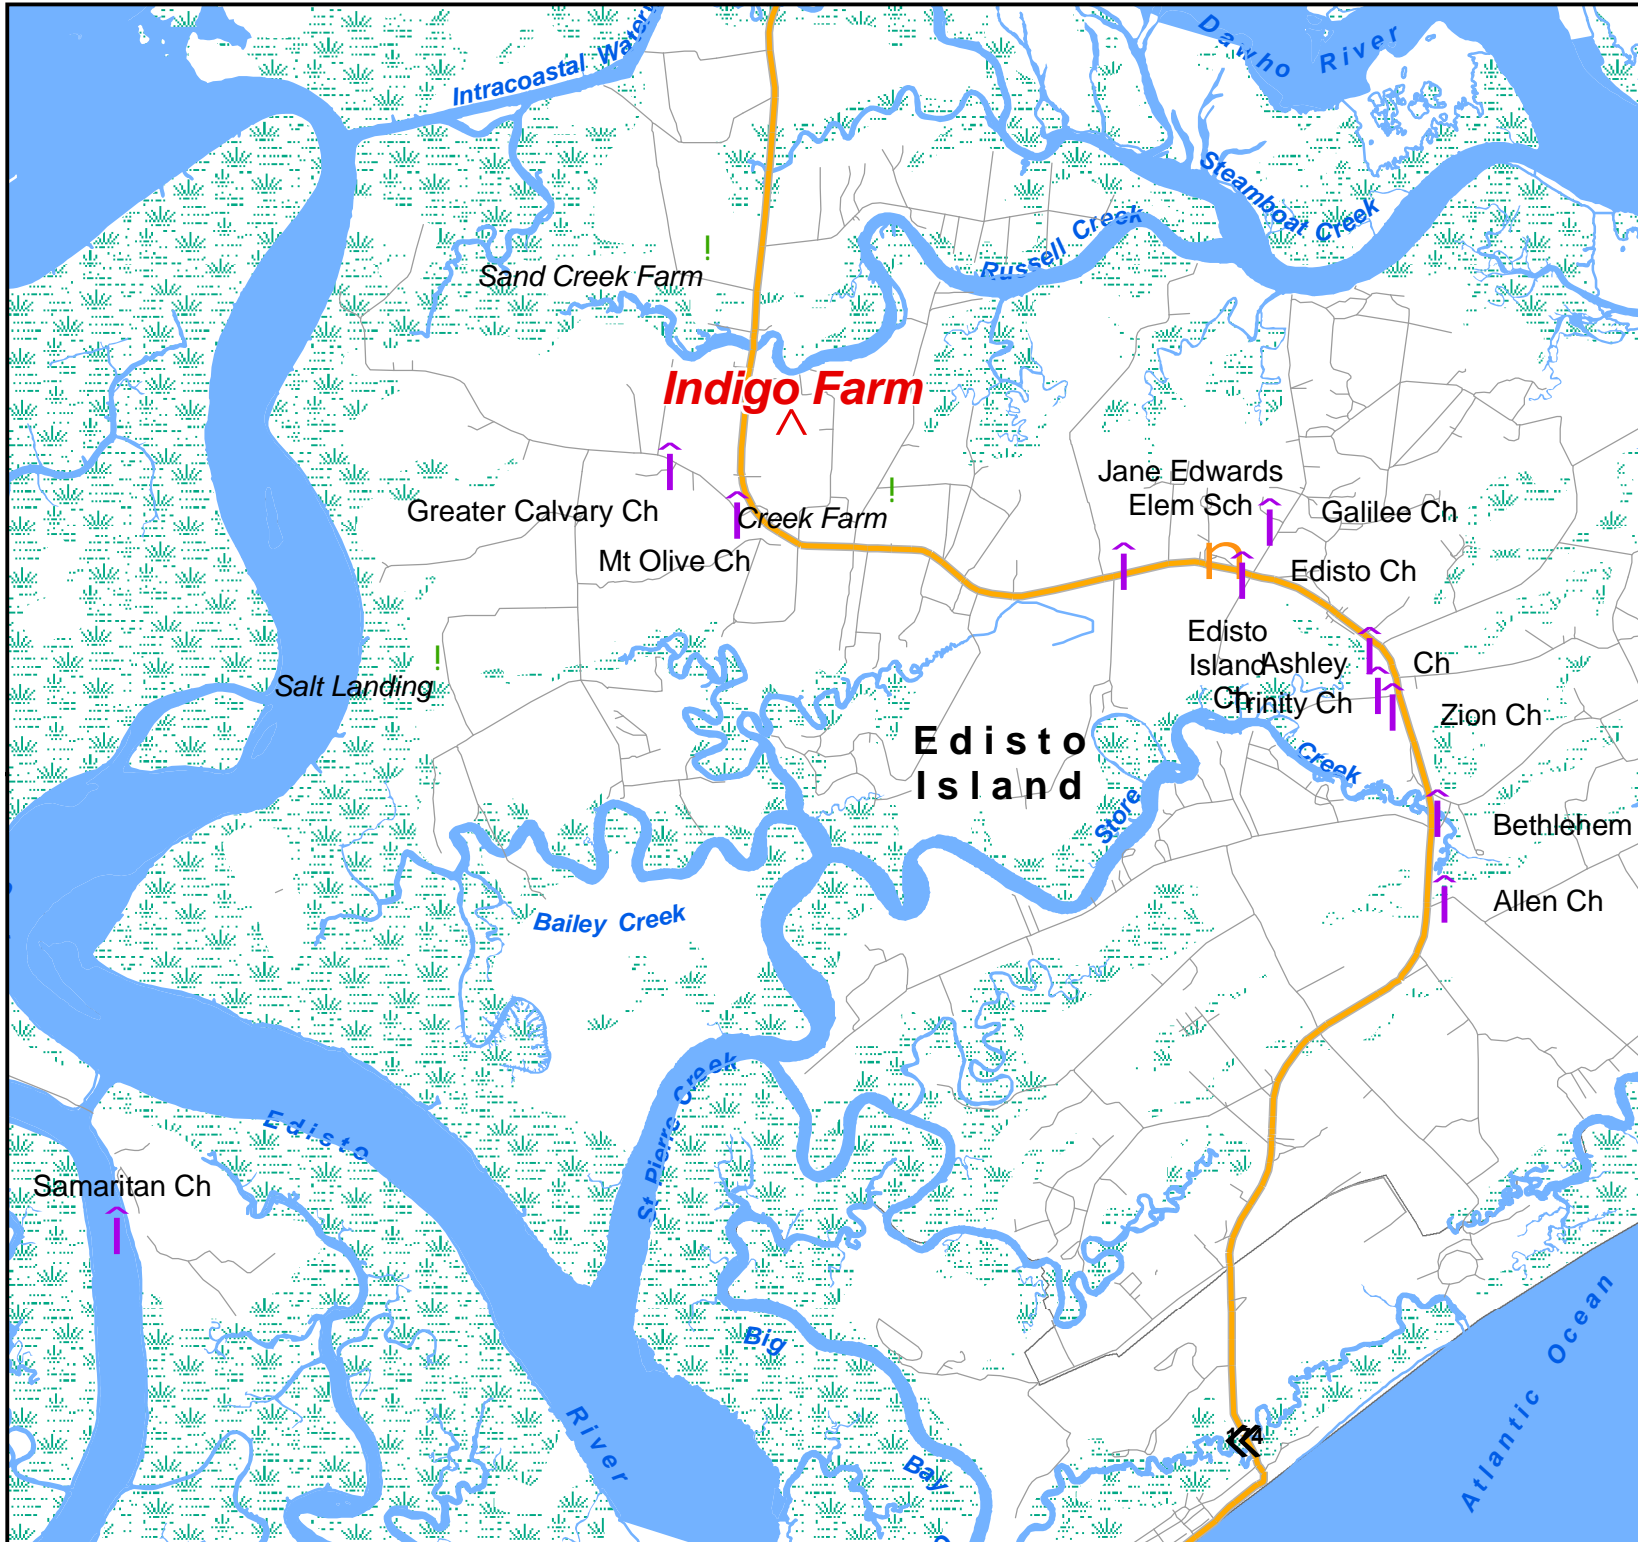 Dawho River
Intracoastal Water
Steamboat Creek
Russell Creek
Sand Creek Farm
Indigo Farm
Jane Edwards
Elem Sch
Greater Calvary Ch
Creek Farm
Galilee Ch
Mt Olive Ch
Edisto Ch
Edisto
Island
Ch
Ashley
Ch
Salt Landing
Trinity Ch
Zion Ch
Edisto
Island
Store Creek
Bethlehem
Allen Ch
Bailey Creek
St Pierre Creek
Edisto River
Samaritan Ch
Big Bay
Atlantic Ocean